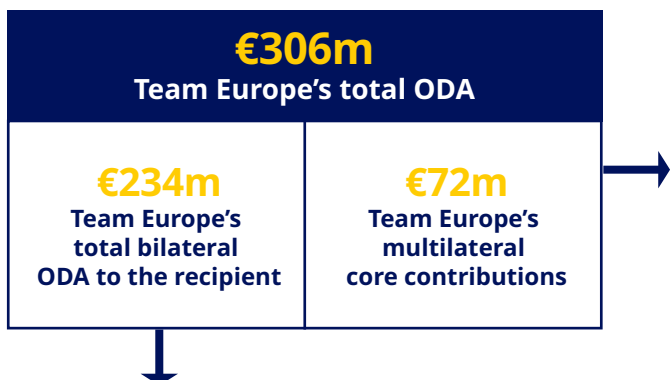 €306m
Team Europe’s total ODA
€234m
Team Europe’s
total bilateral
ODA to the recipient
€72m
Team Europe’s
multilateral
core contributions